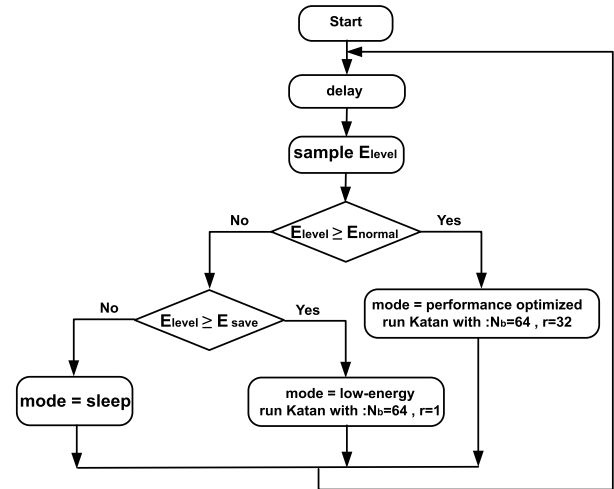 Start
delay
sample Elevel
No
Yes
Elevel ≥ Enormal
mode = performance optimized
run Katan with :Nb=64 , r=32
No
Yes
Elevel ≥ E save
mode = sleep
mode = low-energy
run Katan with :Nb=64 , r=1